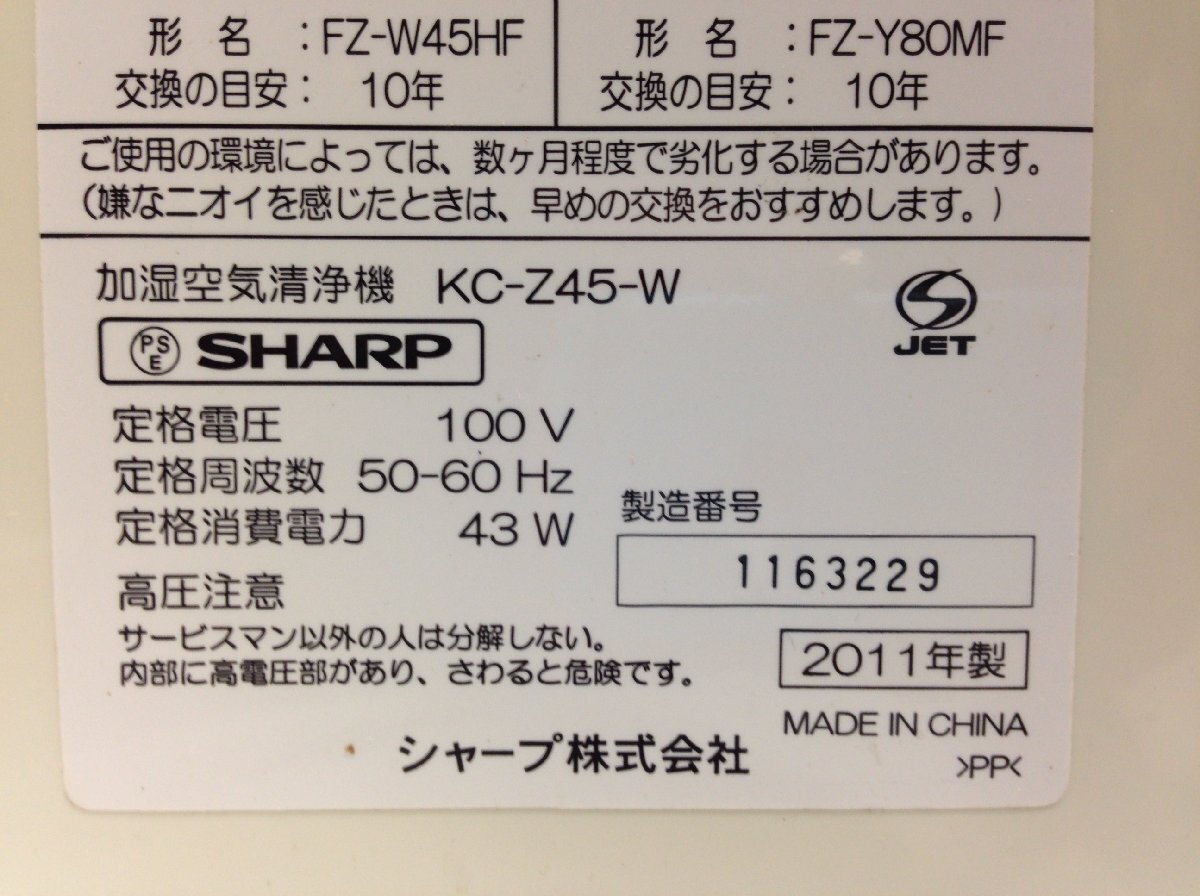 形 名 :FZ-W45HF
交換の目安: 10年
形 名 :FZ-Y80MF
交換の目安: 10年
ご使用の環境によっては、数ヶ月程度で劣化する場合があります。
(嫌なニオイを感じたときは、早めの交換をおすすめします。)
加湿空気清浄機 KC-Z45-W
PS
E
SHARP
JET
定格電圧 100 V
定格周波数 50-60 Hz
定格消費電力 43 W
製造番号
1163229
高圧注意
サービスマン以外の人は分解しない。
内部に高電圧部があり、さわると危険です。
2011年製
MADE IN CHINA
シャープ株式会社
>PP<